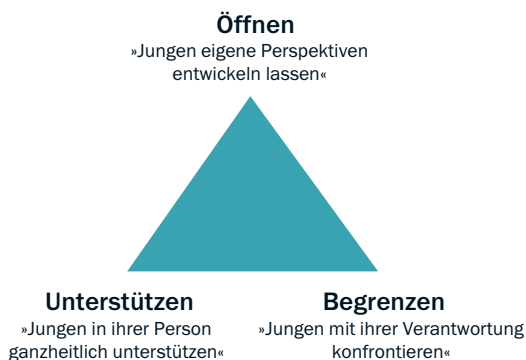 Öffnen
»Jungen eigene Perspektiven
entwickeln lassen«
Unterstützen
»Jungen in ihrer Person
ganzheitlich unterstützen«
Begrenzen
»Jungen mit ihrer Verantwortung
konfrontieren«